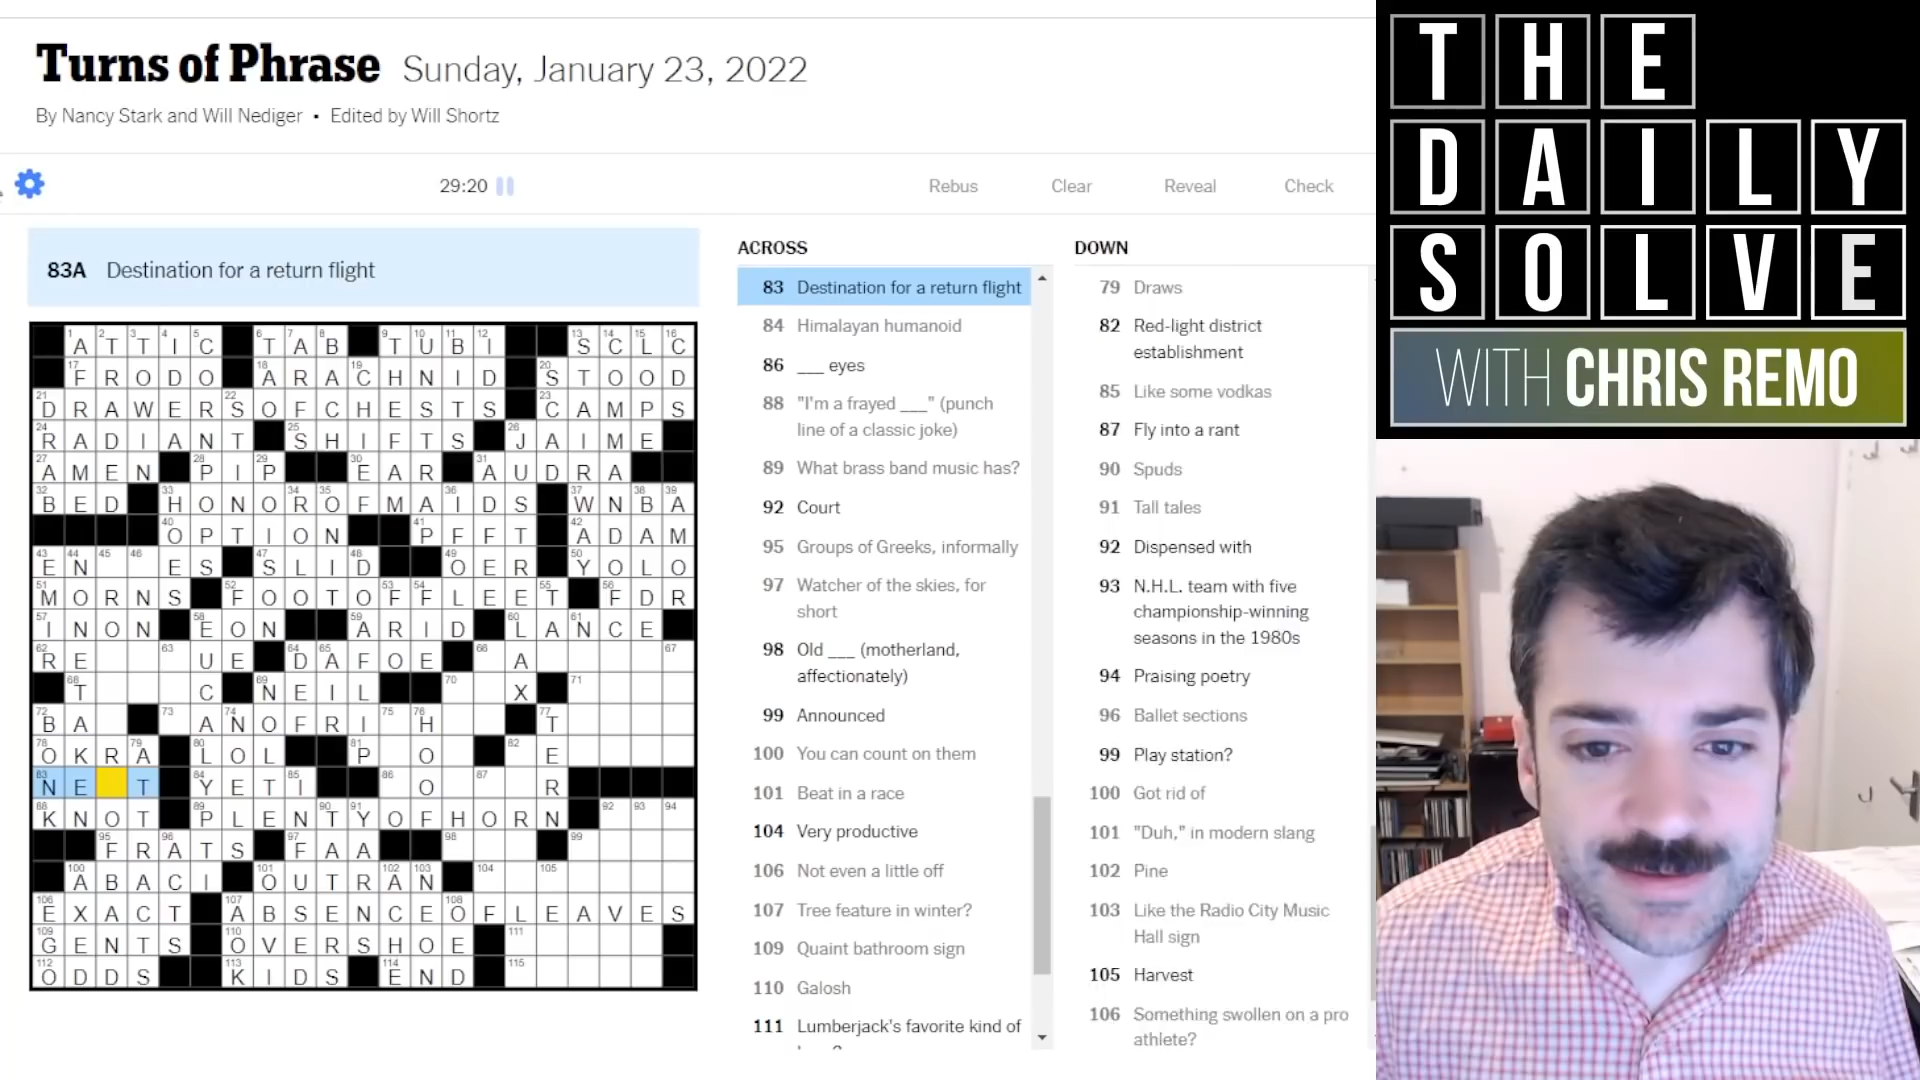 Turns of Phrase Sunday, January 23, 2022
By Nancy Stark and Will Nediger • Edited by Will Shortz
29:20
Rebus Clear Reveal Check
83A Destination for a return flight
A T T I C T A B T U B I S C L C
F R O D O A R A C H N I D S T O O D
D R A W E R S O F C H E S T S C A M P S
R A D I A N T S H I F T S J A I M E
A M E N P I P E A R A U D R A
B E D H O N O R O F M A I D S W N B A
O P T I O N P F F T A D A M
E N E S S L I D O E R Y O L O
M O R N S F O O T O F F L E E T F D R
I N O N E O N A R I D L A N C E
R E U E D A F O E A
T C N E I L X
B A A N O F R I H T
O K R A L O L P O E
N E T Y E T I O R
K N O T P L E N T Y O F H O R N
F R A T S F A A
A B A C I O U T R A N
E X A C T A B S E N C E O F L E A V E S
G E N T S O V E R S H O E
O D D S K I D S E N D
ACROSS
83 Destination for a return flight
84 Himalayan humanoid
86 ___ eyes
88 "I'm a frayed ___" (punch
line of a classic joke)
89 What brass band music has?
92 Court
95 Groups of Greeks, informally
97 Watcher of the skies, for
short
98 Old ___ (motherland,
affectionately)
99 Announced
100 You can count on them
101 Beat in a race
104 Very productive
106 Not even a little off
107 Tree feature in winter?
109 Quaint bathroom sign
110 Galosh
111 Lumberjack's favorite kind of
DOWN
79 Draws
82 Red-light district
establishment
85 Like some vodkas
87 Fly into a rant
90 Spuds
91 Tall tales
92 Dispensed with
93 N.H.L. team with five
championship-winning
seasons in the 1980s
94 Praising poetry
96 Ballet sections
99 Play station?
100 Got rid of
101 "Duh," in modern slang
102 Pine
103 Like the Radio City Music
Hall sign
105 Harvest
106 Something swollen on a pro
athlete?
THE
DAILY
SOLVE
WITH CHRIS REMO